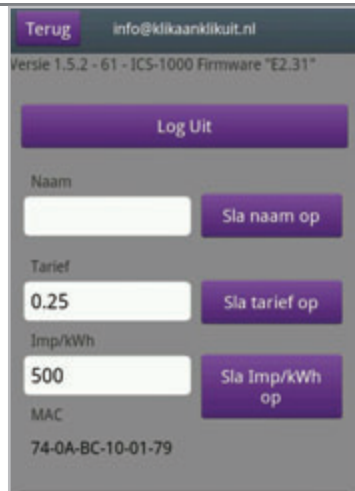 Terug info@klikaanklikuit.nl
Versie 1.5.2 - 61 - ICS-1000 Firmware "E2.31"
Log Uit
Naam
Sla naam op
Tarief
0.25 Sla tarief op
Imp/kWh
500 Sla Imp/kWh
op
MAC
74-0A-BC-10-01-79